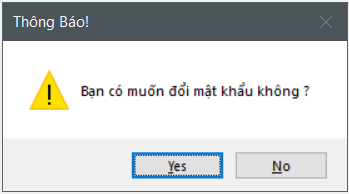 Thông Báo!
Bạn có muốn đổi mật khẩu không ?
Yes No